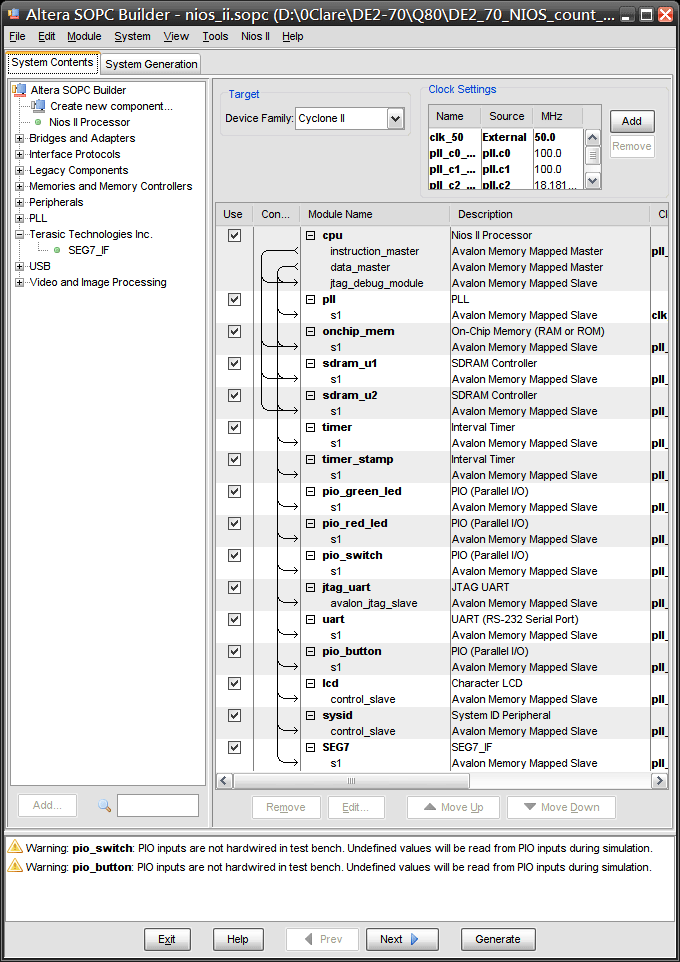 Altera SOPC Builder - nios_ii.sopc (D:\0Clare\DE2-70\Q80\DE2_70_NIOS_count_...
File Edit Module System View Tools Nios II Help
System Contents System Generation
Altera SOPC Builder
Create new component...
Nios II Processor
Bridges and Adapters
Interface Protocols
Legacy Components
Memories and Memory Controllers
Peripherals
PLL
Terasic Technologies Inc.
SEG7_IF
USB
Video and Image Processing
Add...
Target
Device Family: Cyclone II
Clock Settings
Name Source MHz
clk_50 External 50.0
pll_c0_... pll.c0 100.0
pll_c1_... pll.c1 100.0
pll_c2_... pll.c2 18.181...
Add
Remove
Use Con... Module Name Description Cl
cpu Nios II Processor
instruction_master Avalon Memory Mapped Master pll_
data_master Avalon Memory Mapped Master
jtag_debug_module Avalon Memory Mapped Slave
pll PLL
s1 Avalon Memory Mapped Slave clk
onchip_mem On-Chip Memory (RAM or ROM)
s1 Avalon Memory Mapped Slave pll_
sdram_u1 SDRAM Controller
s1 Avalon Memory Mapped Slave pll_
sdram_u2 SDRAM Controller
s1 Avalon Memory Mapped Slave pll_
timer Interval Timer
s1 Avalon Memory Mapped Slave pll_
timer_stamp Interval Timer
s1 Avalon Memory Mapped Slave pll_
pio_green_led PIO (Parallel I/O)
s1 Avalon Memory Mapped Slave pll_
pio_red_led PIO (Parallel I/O)
s1 Avalon Memory Mapped Slave pll_
pio_switch PIO (Parallel I/O)
s1 Avalon Memory Mapped Slave pll_
jtag_uart JTAG UART
avalon_jtag_slave Avalon Memory Mapped Slave pll_
uart UART (RS-232 Serial Port)
s1 Avalon Memory Mapped Slave pll_
pio_button PIO (Parallel I/O)
s1 Avalon Memory Mapped Slave pll_
lcd Character LCD
control_slave Avalon Memory Mapped Slave pll_
sysid System ID Peripheral
control_slave Avalon Memory Mapped Slave pll_
SEG7 SEG7_IF
s1 Avalon Memory Mapped Slave pll_
Remove Edit... Move Up Move Down
Warning: pio_switch: PIO inputs are not hardwired in test bench. Undefined values will be read from PIO inputs during simulation.
Warning: pio_button: PIO inputs are not hardwired in test bench. Undefined values will be read from PIO inputs during simulation.
Exit Help Prev Next Generate